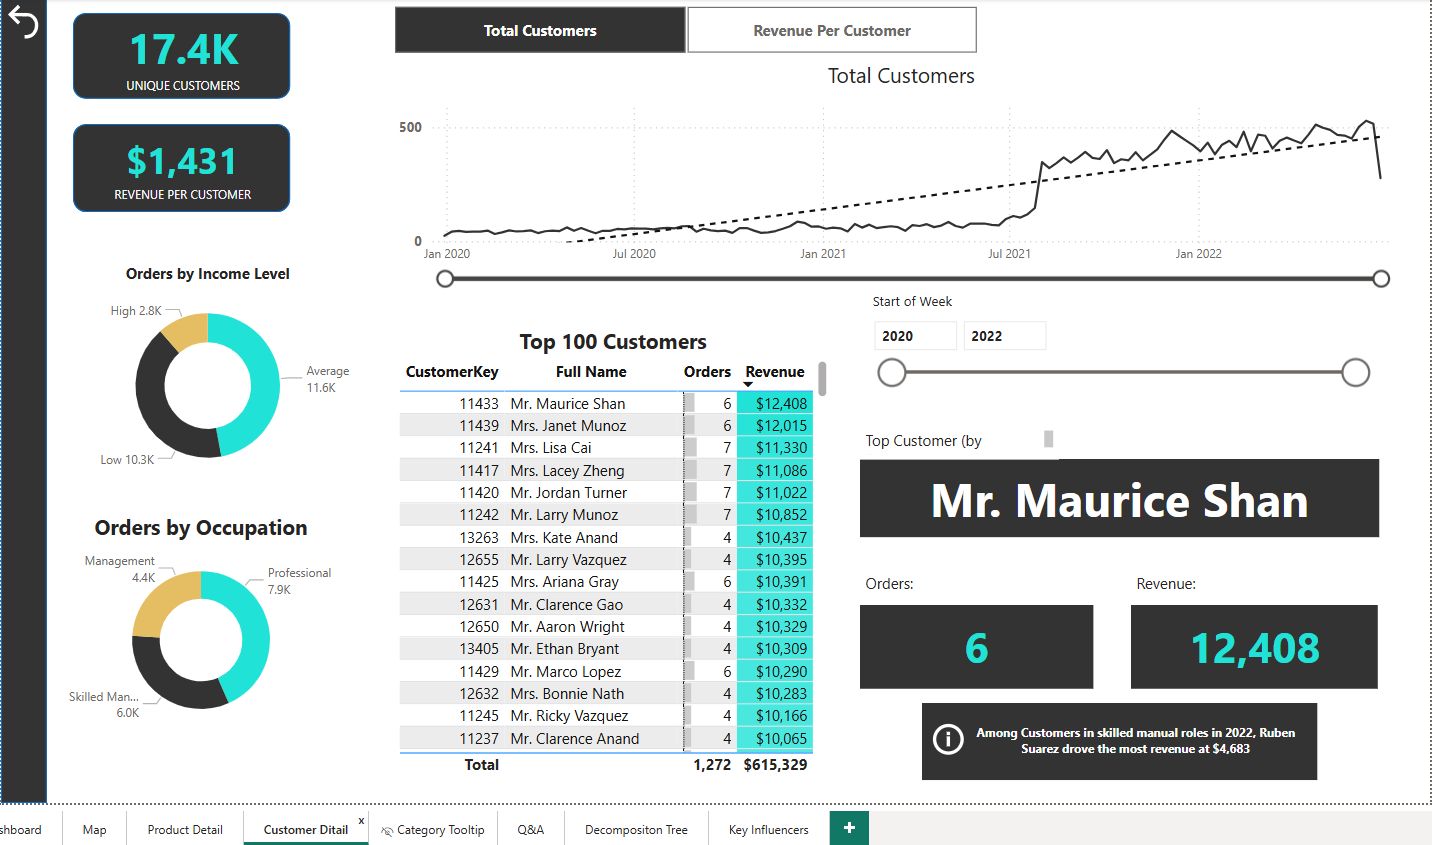 17.4K
UNIQUE CUSTOMERS
$1,431
REVENUE PER CUSTOMER
Total Customers
Revenue Per Customer
Total Customers
500
0
Jan 2020
Jul 2020
Jan 2021
Jul 2021
Jan 2022
Start of Week
2020
2022
Orders by Income Level
High 2.8K
Average
11.6K
Low 10.3K
Orders by Occupation
Management
4.4K
Professional
7.9K
Skilled Man...
6.0K
Top 100 Customers
CustomerKey Full Name Orders Revenue
11433 Mr. Maurice Shan 6 $12,408
11439 Mrs. Janet Munoz 6 $12,015
11241 Mrs. Lisa Cai 7 $11,330
11417 Mrs. Lacey Zheng 7 $11,086
11420 Mr. Jordan Turner 7 $11,022
11242 Mr. Larry Munoz 7 $10,852
13263 Mrs. Kate Anand 4 $10,437
12655 Mr. Larry Vazquez 4 $10,395
11425 Mrs. Ariana Gray 6 $10,391
12631 Mr. Clarence Gao 4 $10,332
12650 Mr. Aaron Wright 4 $10,329
13405 Mr. Ethan Bryant 4 $10,309
11429 Mr. Marco Lopez 6 $10,290
12632 Mrs. Bonnie Nath 4 $10,283
11245 Mr. Ricky Vazquez 4 $10,166
11237 Mr. Clarence Anand 4 $10,065
Total 1,272 $615,329
Top Customer (by
Mr. Maurice Shan
Orders:
6
Revenue:
12,408
Among Customers in skilled manual roles in 2022, Ruben
Suarez drove the most revenue at $4,683
shboard
Map
Product Detail
Customer Ditail
x
Category Tooltip
Q&A
Decompositon Tree
Key Influencers
+